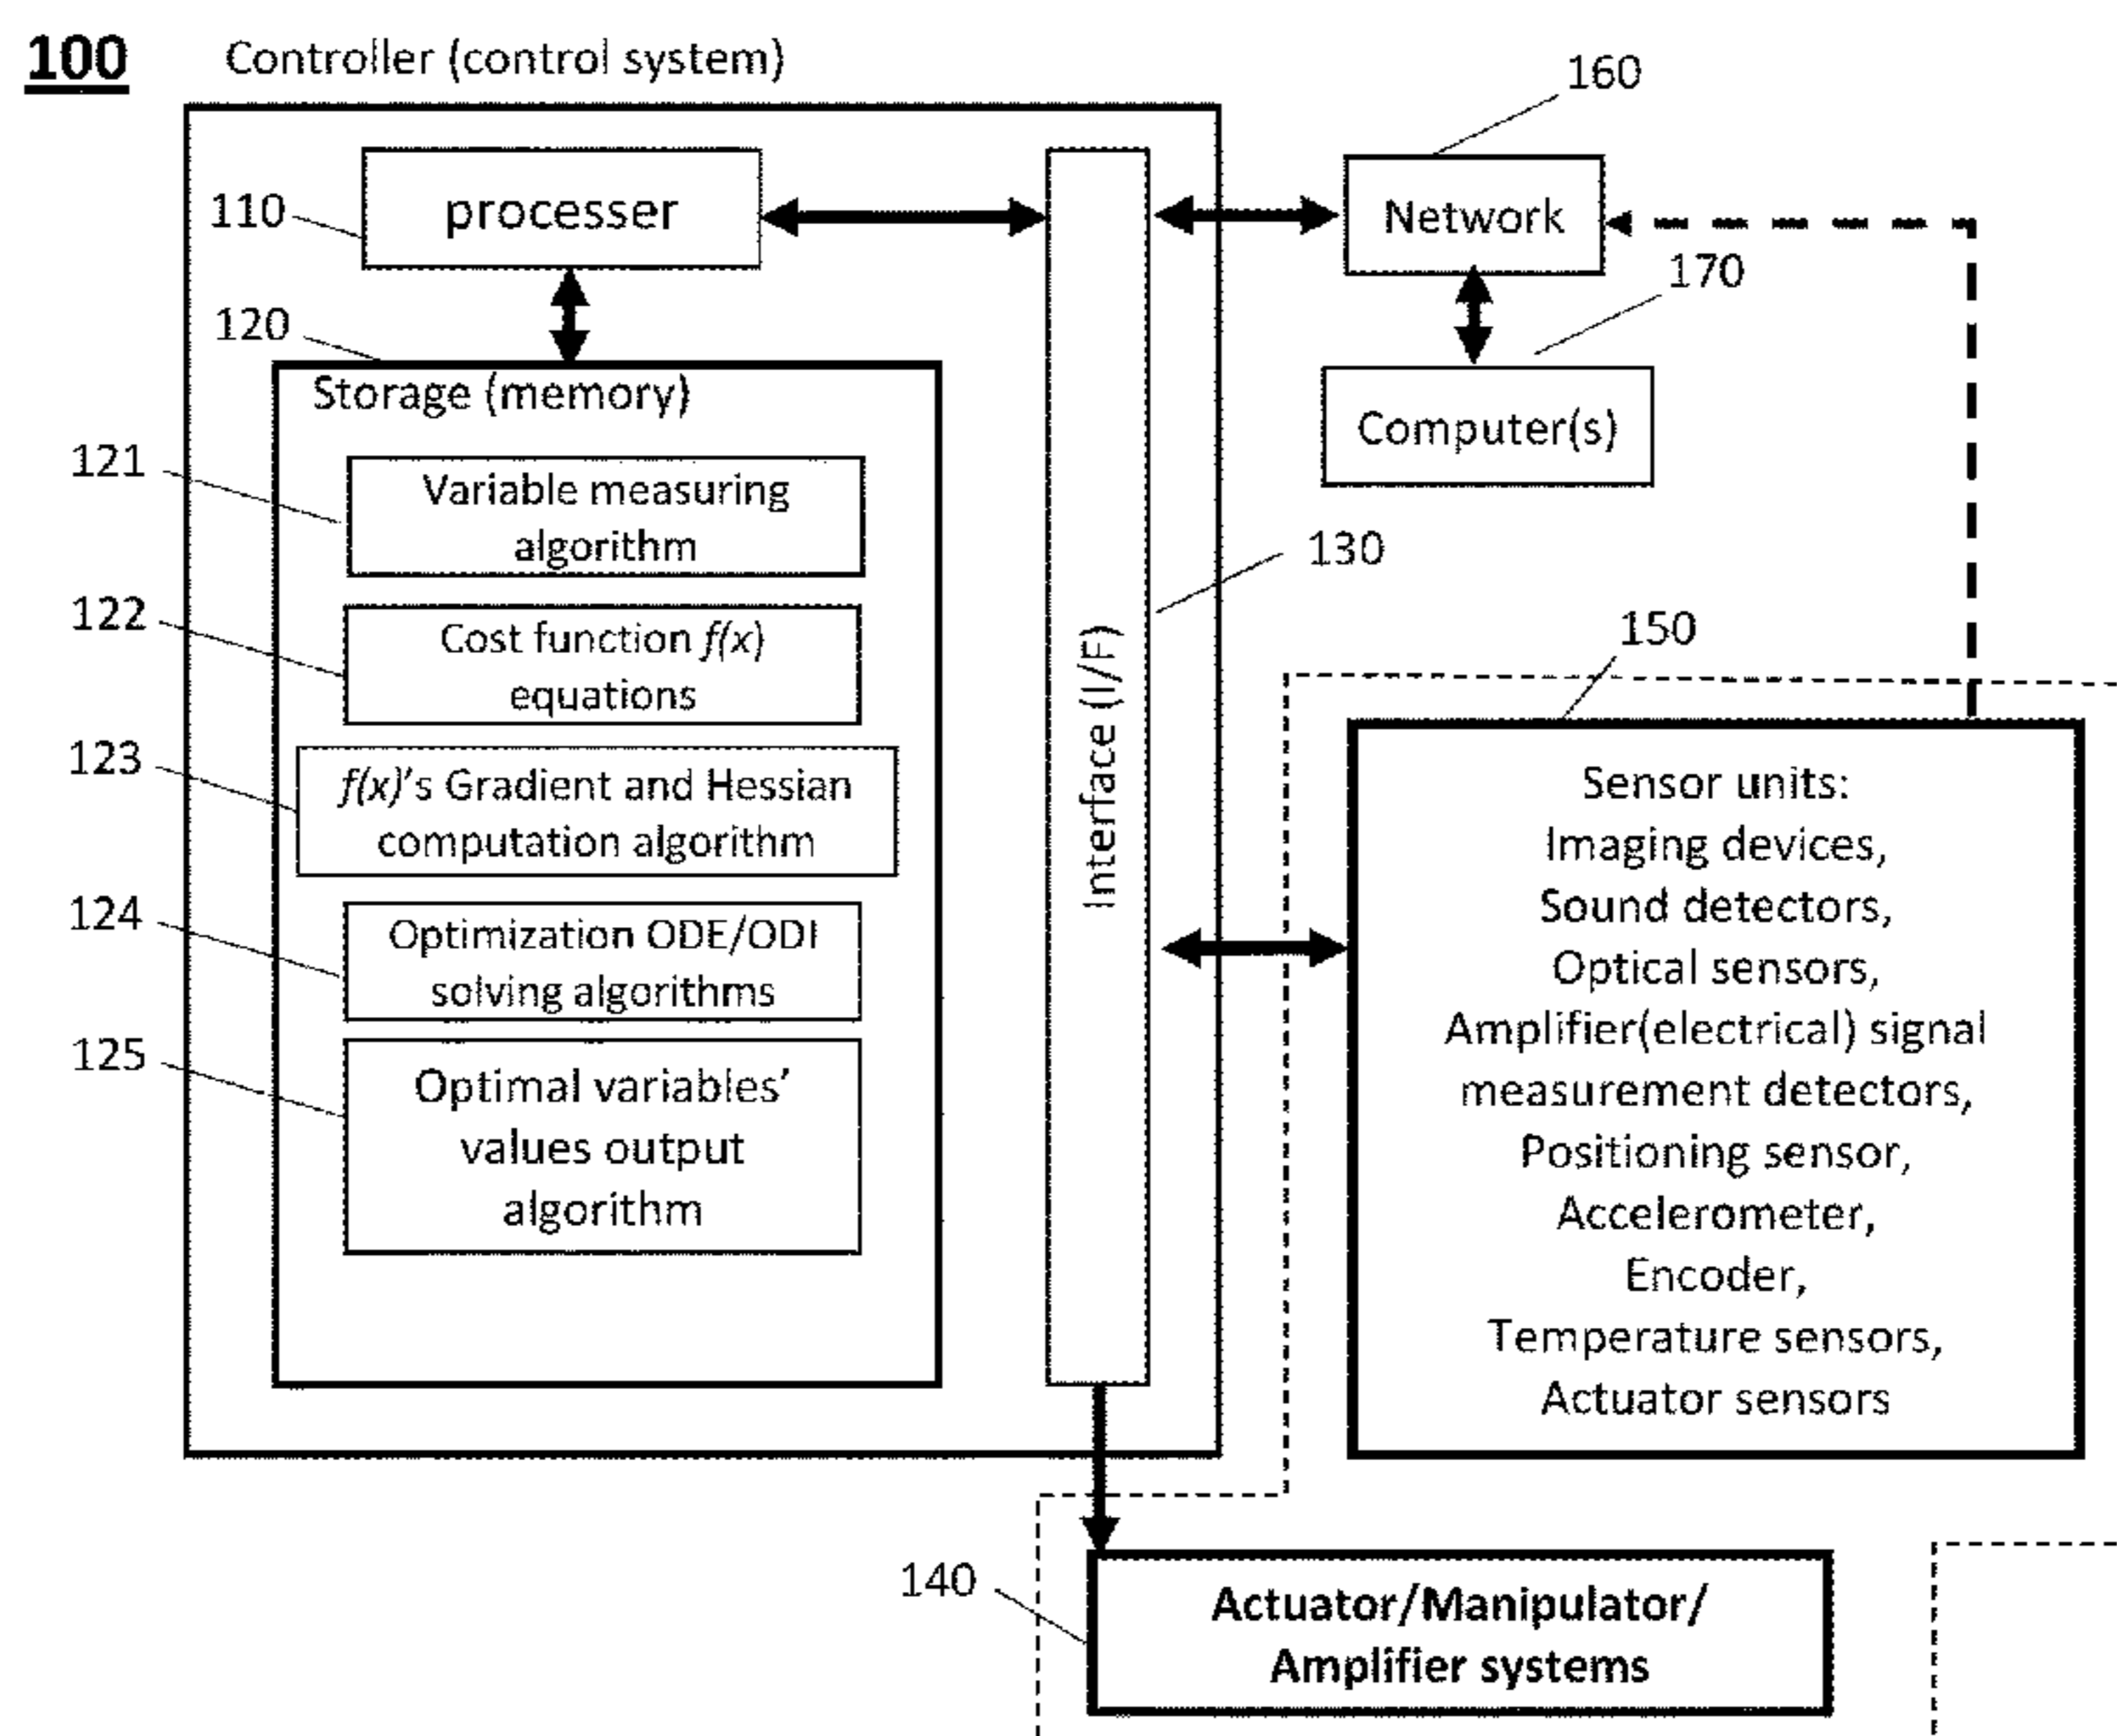 100
Controller (control system)
160
110
processer
Network
170
120
Storage (memory)
Computer(s)
121
Variable measuring
algorithm
130
122
Cost function f(x)
equations
Interface (I/F)
150
123
f(x)'s Gradient and Hessian
computation algorithm
Sensor units:
Imaging devices,
Sound detectors,
Optical sensors,
Amplifier(electrical) signal
measurement detectors,
Positioning sensor,
Accelerometer,
Encoder,
Temperature sensors,
Actuator sensors
124
Optimization ODE/ODI
solving algorithms
125
Optimal variables’
values output
algorithm
140
Actuator/Manipulator/
Amplifier systems